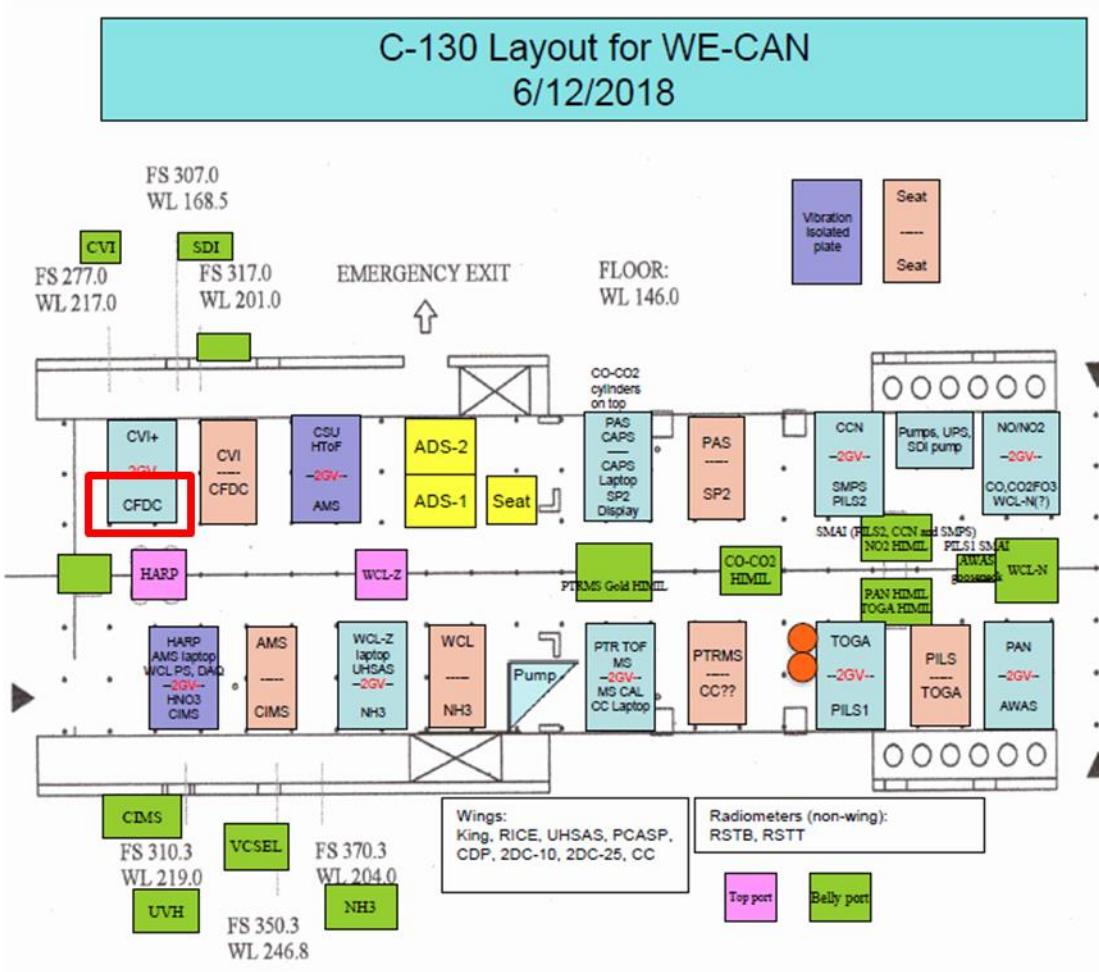 C-130 Layout for WE-CAN
6/12/2018
FS 307.0
WL 168.5
CVI
SDI
FS 277.0
WL 217.0
FS 317.0
WL 201.0
EMERGENCY EXIT
FLOOR:
WL 146.0
Vibration
Isolated
plate
Seat
-----
Seat
CO-CO2
cylinders
on top
CVI+
--2GV--
CFDC
CVI
-----
CFDC
CSU
HToF
--2GV--
AMS
ADS-2
ADS-1
Seat
PAS
CAPS
-----
CAPS
Laptop
SP2
Display
PAS
-----
SP2
CCN
--2GV--
SMPS
PILS2
Pumps, UPS,
SDI pump
NO/NO2
--2GV--
CO,CO2FO3
WCL-N(?)
HARP
WCL-Z
PTRMS Gold HIMIL
CO-CO2
HIMIL
SMAI (PILS2, CCN and SMPS)
NO2 HIMIL
PAN HIMIL
TOGA HIMIL
PILS1 SMAI
AWAS
gooseneck
WCL-N
HARP
AMS laptop
WCL PS, DAQ
--2GV--
HNO3
CIMS
AMS
-----
CIMS
WCL-Z
laptop
UHSAS
--2GV--
NH3
WCL
-----
NH3
Pump
PTR TOF
MS
--2GV--
MS CAL
CC Laptop
PTRMS
-----
CC??
TOGA
--2GV--
PILS1
PILS
-----
TOGA
PAN
--2GV--
AWAS
CIMS
FS 310.3
WL 219.0
UVH
VCSEL
FS 350.3
WL 246.8
FS 370.3
WL 204.0
NH3
Wings:
King, RICE, UHSAS, PCASP,
CDP, 2DC-10, 2DC-25, CC
Radiometers (non-wing):
RSTB, RSTT
Top port
Belly port